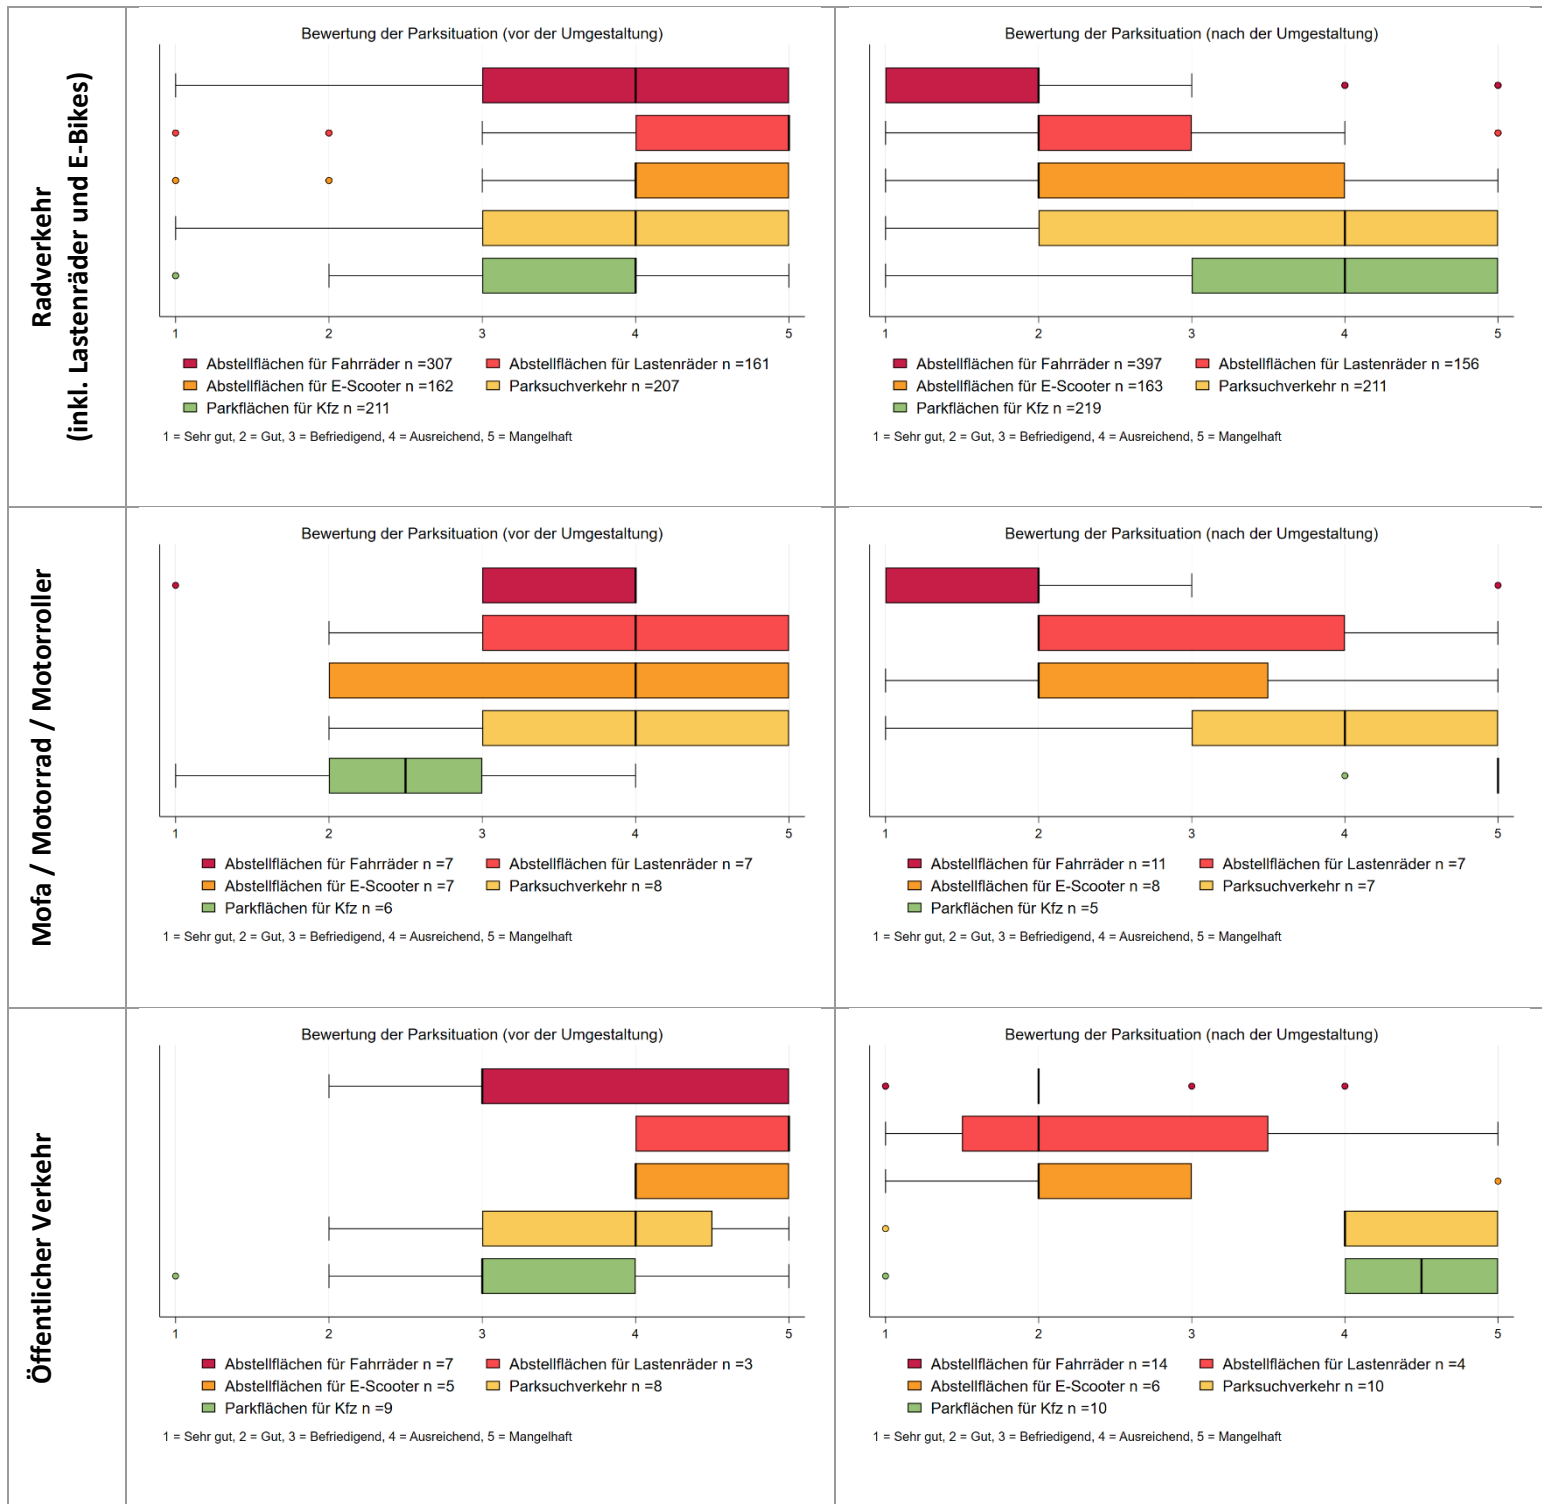 Radverkehr
(inkl. Lastenräder und E-Bikes)
Bewertung der Parksituation (vor der Umgestaltung)
1 2 3 4 5
Abstellflächen für Fahrräder n =307 Abstellflächen für Lastenräder n =161
Abstellflächen für E-Scooter n =162 Parksuchverkehr n =207
Parkflächen für Kfz n =211
1 = Sehr gut, 2 = Gut, 3 = Befriedigend, 4 = Ausreichend, 5 = Mangelhaft
Bewertung der Parksituation (nach der Umgestaltung)
1 2 3 4 5
Abstellflächen für Fahrräder n =397 Abstellflächen für Lastenräder n =156
Abstellflächen für E-Scooter n =163 Parksuchverkehr n =211
Parkflächen für Kfz n =219
1 = Sehr gut, 2 = Gut, 3 = Befriedigend, 4 = Ausreichend, 5 = Mangelhaft
Mofa / Motorrad / Motorroller
Bewertung der Parksituation (vor der Umgestaltung)
1 2 3 4 5
Abstellflächen für Fahrräder n =7 Abstellflächen für Lastenräder n =7
Abstellflächen für E-Scooter n =7 Parksuchverkehr n =8
Parkflächen für Kfz n =6
1 = Sehr gut, 2 = Gut, 3 = Befriedigend, 4 = Ausreichend, 5 = Mangelhaft
Bewertung der Parksituation (nach der Umgestaltung)
1 2 3 4 5
Abstellflächen für Fahrräder n =11 Abstellflächen für Lastenräder n =7
Abstellflächen für E-Scooter n =8 Parksuchverkehr n =7
Parkflächen für Kfz n =5
1 = Sehr gut, 2 = Gut, 3 = Befriedigend, 4 = Ausreichend, 5 = Mangelhaft
Öffentlicher Verkehr
Bewertung der Parksituation (vor der Umgestaltung)
1 2 3 4 5
Abstellflächen für Fahrräder n =7 Abstellflächen für Lastenräder n =3
Abstellflächen für E-Scooter n =5 Parksuchverkehr n =8
Parkflächen für Kfz n =9
1 = Sehr gut, 2 = Gut, 3 = Befriedigend, 4 = Ausreichend, 5 = Mangelhaft
Bewertung der Parksituation (nach der Umgestaltung)
1 2 3 4 5
Abstellflächen für Fahrräder n =14 Abstellflächen für Lastenräder n =4
Abstellflächen für E-Scooter n =6 Parksuchverkehr n =10
Parkflächen für Kfz n =10
1 = Sehr gut, 2 = Gut, 3 = Befriedigend, 4 = Ausreichend, 5 = Mangelhaft